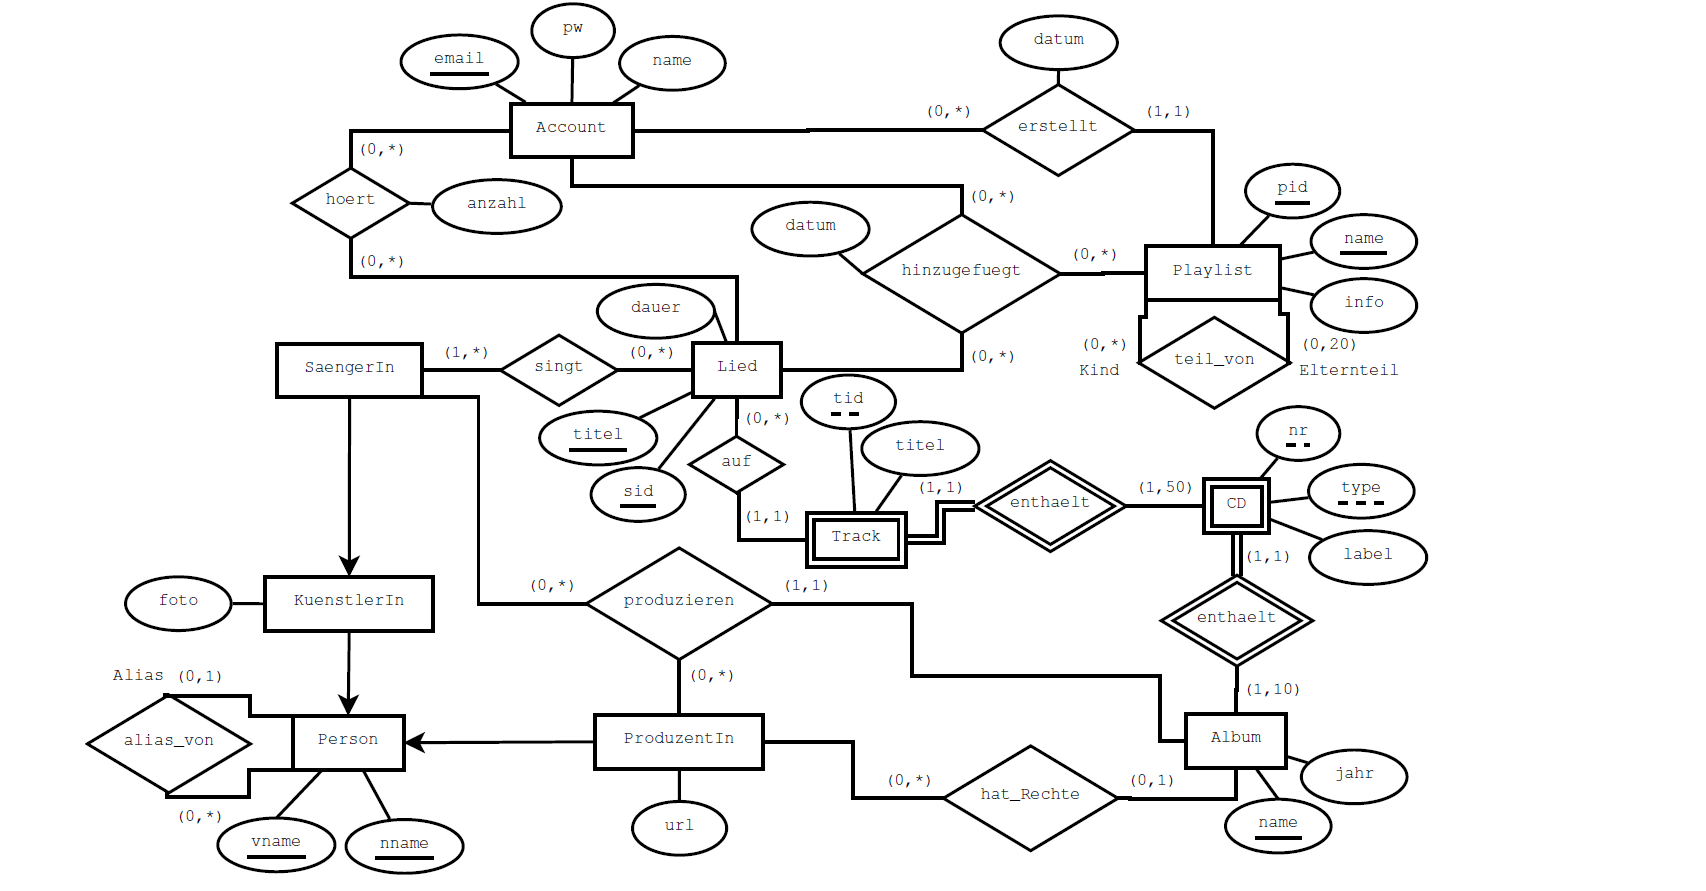 pw
datum
email
name
(0,*)
(1,1)
Account
erstellt
(0,*)
pid
hoert
anzahl
(0,*)
datum
name
(0,*)
(0,*)
hinzugefuegt
Playlist
dauer
info
(1,*)
(0,*)
(0,*)
(0,*)
(0,20)
SaengerIn
singt
Lied
teil_von
Kind
Elternteil
tid
(0,*)
titel
titel
nr
auf
sid
(1,1)
(1,50)
type
enthaelt
CD
(1,1)
Track
label
(1,1)
(0,*)
(1,1)
foto
KuenstlerIn
produzieren
enthaelt
Alias
(0,1)
(0,*)
(1,10)
alias_von
Person
ProduzentIn
Album
(0,*)
(0,1)
jahr
hat_Rechte
(0,*)
url
name
vname
nname